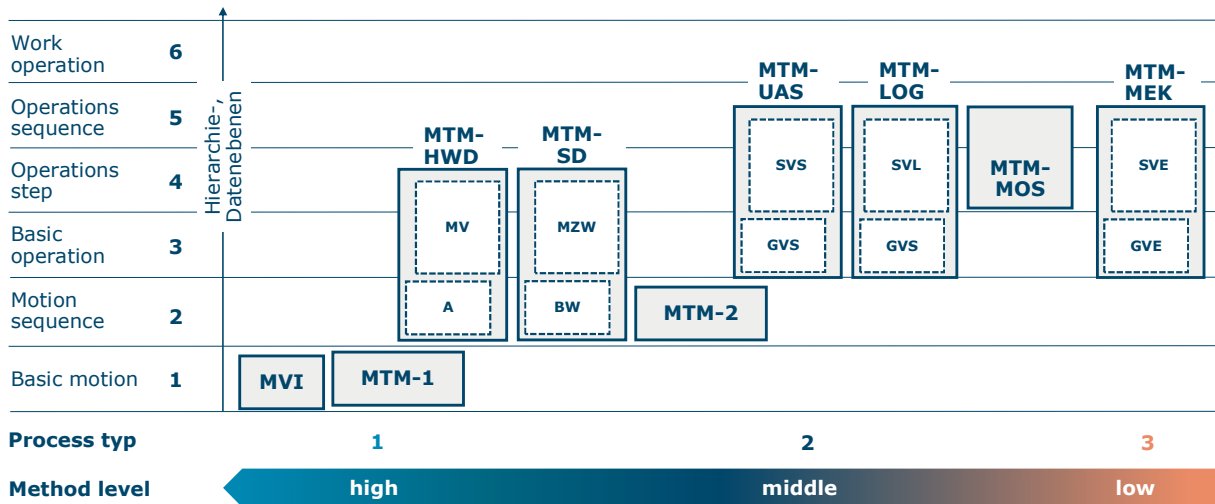 Work
operation
6
Operations
sequence
5
Operations
step
4
Basic
operation
3
Motion
sequence
2
Basic motion
1
Hierarchie-,
Datenebenen
MTM-
HWD
MV
A
MTM-
SD
MZW
BW
MTM-
UAS
SVS
GVS
MTM-
LOG
SVL
GVS
MTM-
MOS
MTM-
MEK
SVE
GVE
MTM-2
MVI
MTM-1
Process typ
1
2
3
Method level
high
middle
low